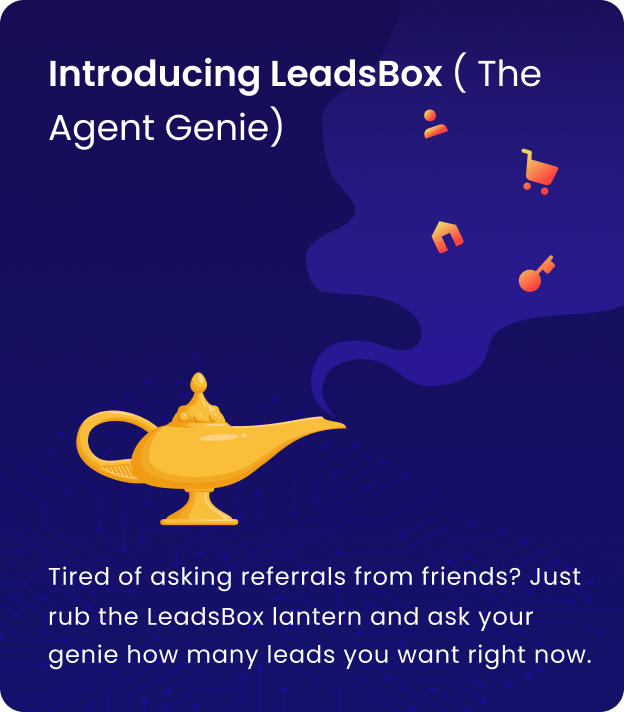 Introducing LeadsBox ( The
Agent Genie)
Tired of asking referrals from friends? Just
rub the LeadsBox lantern and ask your
genie how many leads you want right now.